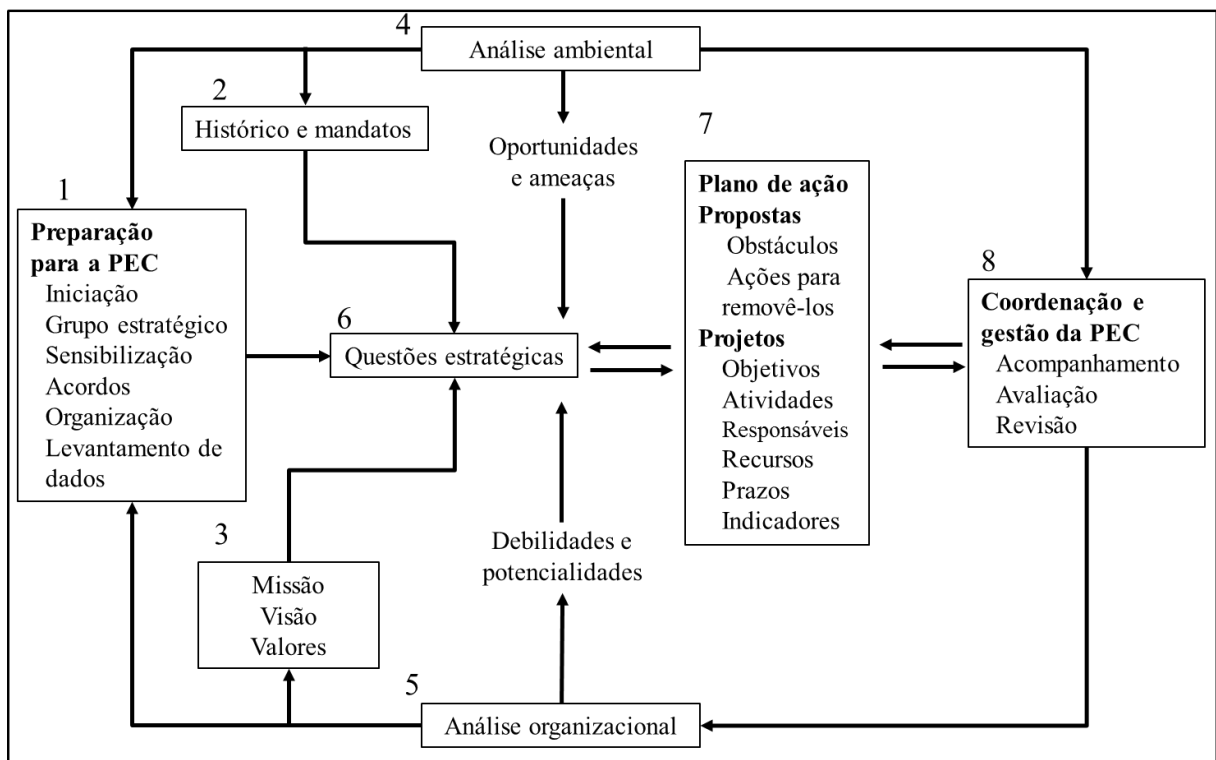 4
Análise ambiental
2
Histórico e mandatos
Oportunidades
e ameaças
1
Preparação
para a PEC
Iniciação
Grupo estratégico
Sensibilização
Acordos
Organização
Levantamento de
dados
6
Questões estratégicas
3
Missão
Visão
Valores
Debilidades e
potencialidades
5
Análise organizacional
7
Plano de ação
Propostas
Obstáculos
Ações para
removê-los
Projetos
Objetivos
Atividades
Responsáveis
Recursos
Prazos
Indicadores
8
Coordenação e
gestão da PEC
Acompanhamento
Avaliação
Revisão